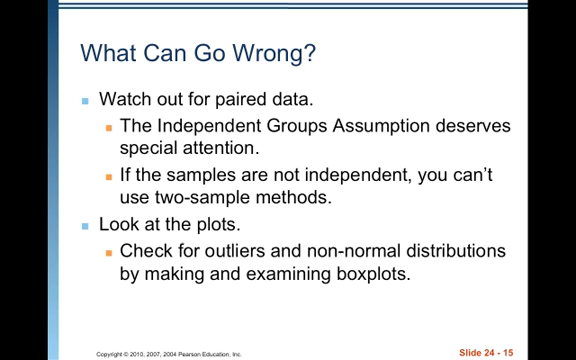 What Can Go Wrong?
Watch out for paired data.
The Independent Groups Assumption deserves
special attention.
If the samples are not independent, you can't
use two-sample methods.
Look at the plots.
Check for outliers and non-normal distributions
by making and examining boxplots.
Copyright © 2010, 2007, 2004 Pearson Education, Inc.
Slide 24 - 15